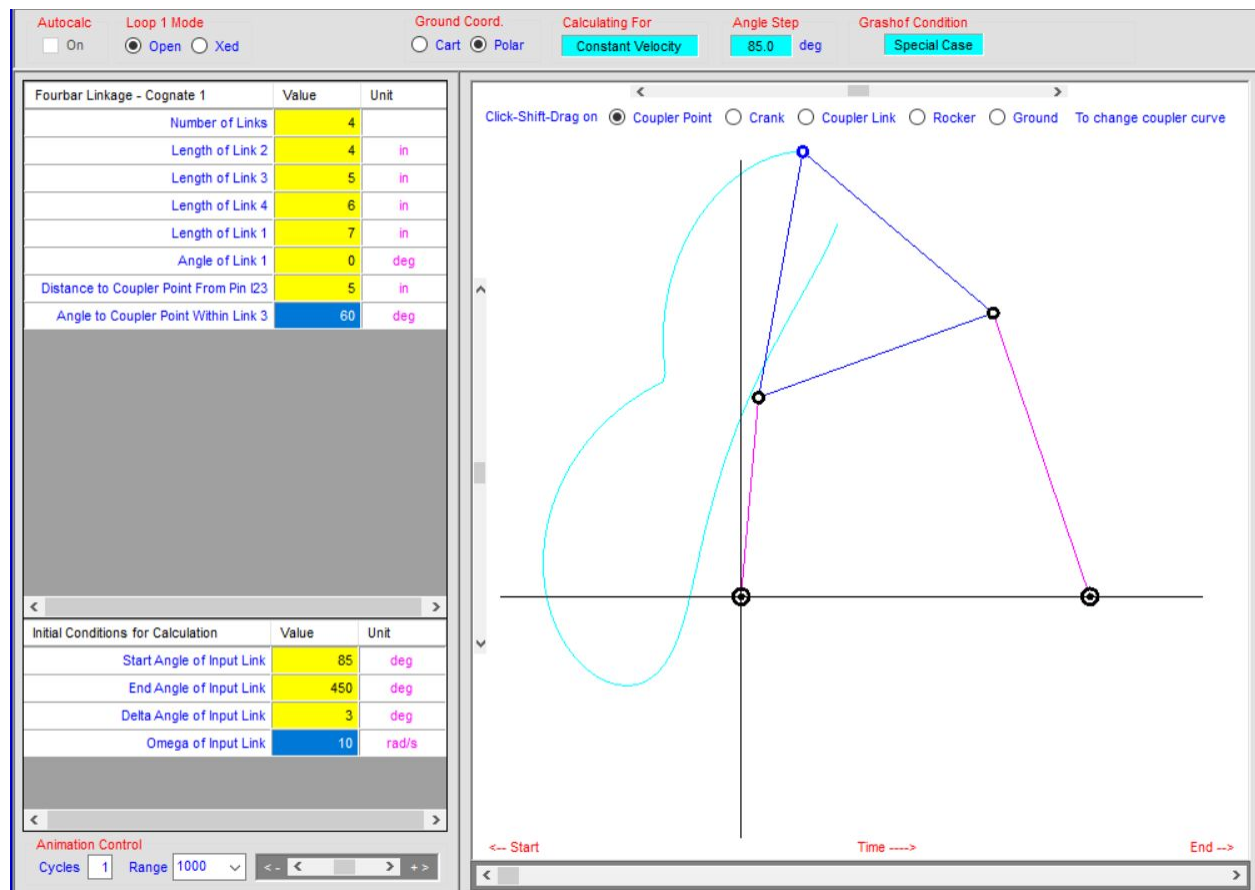 Autocalc Loop 1 Mode Ground Coord. Calculating For Angle Step Grashof Condition
On Open Xed Cart Polar Constant Velocity 85.0 deg Special Case
Fourbar Linkage - Cognate 1 Value Unit
Number of Links 4
Length of Link 2 4 in
Length of Link 3 5 in
Length of Link 4 6 in
Length of Link 1 7 in
Angle of Link 1 0 deg
Distance to Coupler Point From Pin I23 5 in
Angle to Coupler Point Within Link 3 60 deg
Initial Conditions for Calculation Value Unit
Start Angle of Input Link 85 deg
End Angle of Input Link 450 deg
Delta Angle of Input Link 3 deg
Omega of Input Link 10 rad/s
Animation Control
Cycles 1 Range 1000 < - + >
Click-Shift-Drag on Coupler Point Crank Coupler Link Rocker Ground To change coupler curve
<-- Start Time ----> End -->